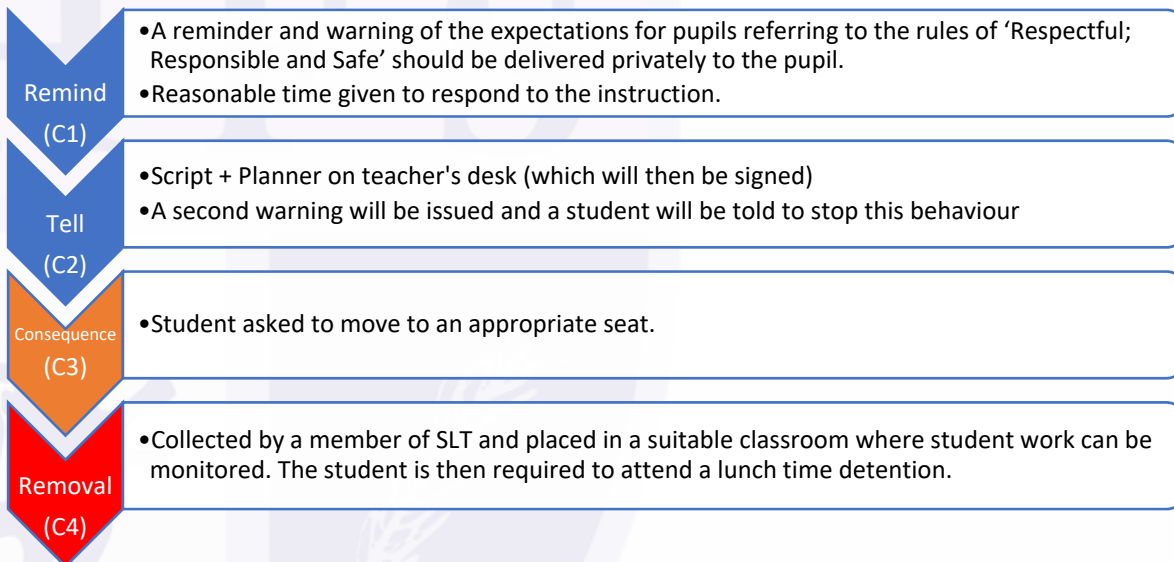 Remind
(C1)
•A reminder and warning of the expectations for pupils referring to the rules of ‘Respectful;
Responsible and Safe’ should be delivered privately to the pupil.
•Reasonable time given to respond to the instruction.
Tell
(C2)
•Script + Planner on teacher's desk (which will then be signed)
•A second warning will be issued and a student will be told to stop this behaviour
Consequence
(C3)
•Student asked to move to an appropriate seat.
Removal
(C4)
•Collected by a member of SLT and placed in a suitable classroom where student work can be
monitored. The student is then required to attend a lunch time detention.